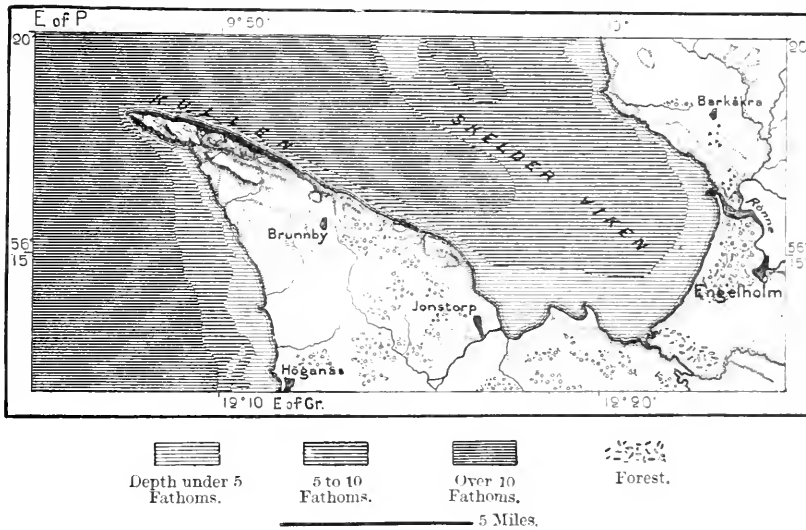 E of P
9°50'
10°
20'
20'
KULLEN
SKELDER VIKEN
Barkåkra
Rönne
Brunnby
56°
15'
56°
15'
Engelholm
Jonstorp
Höganäs
12°10
E of Gr.
12°20'
Depth under 5
Fathoms.
5 to 10
Fathoms.
Over 10
Fathoms.
Forest.
5 Miles.